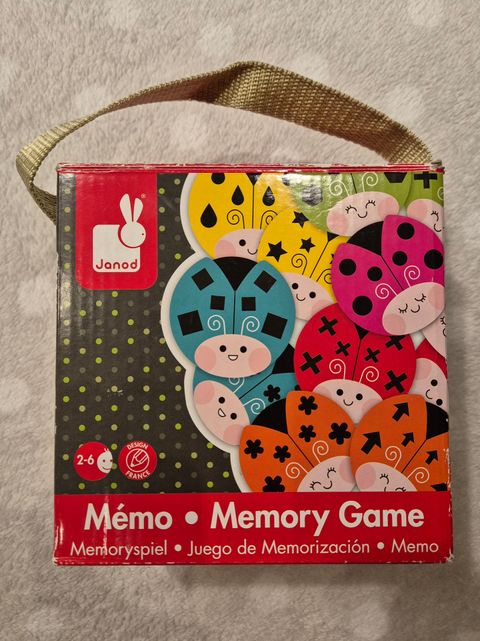 ®
Janod
2-6
DESIGN
FRANCE
Mémo • Memory Game
Memoryspiel • Juego de Memorización • Memo